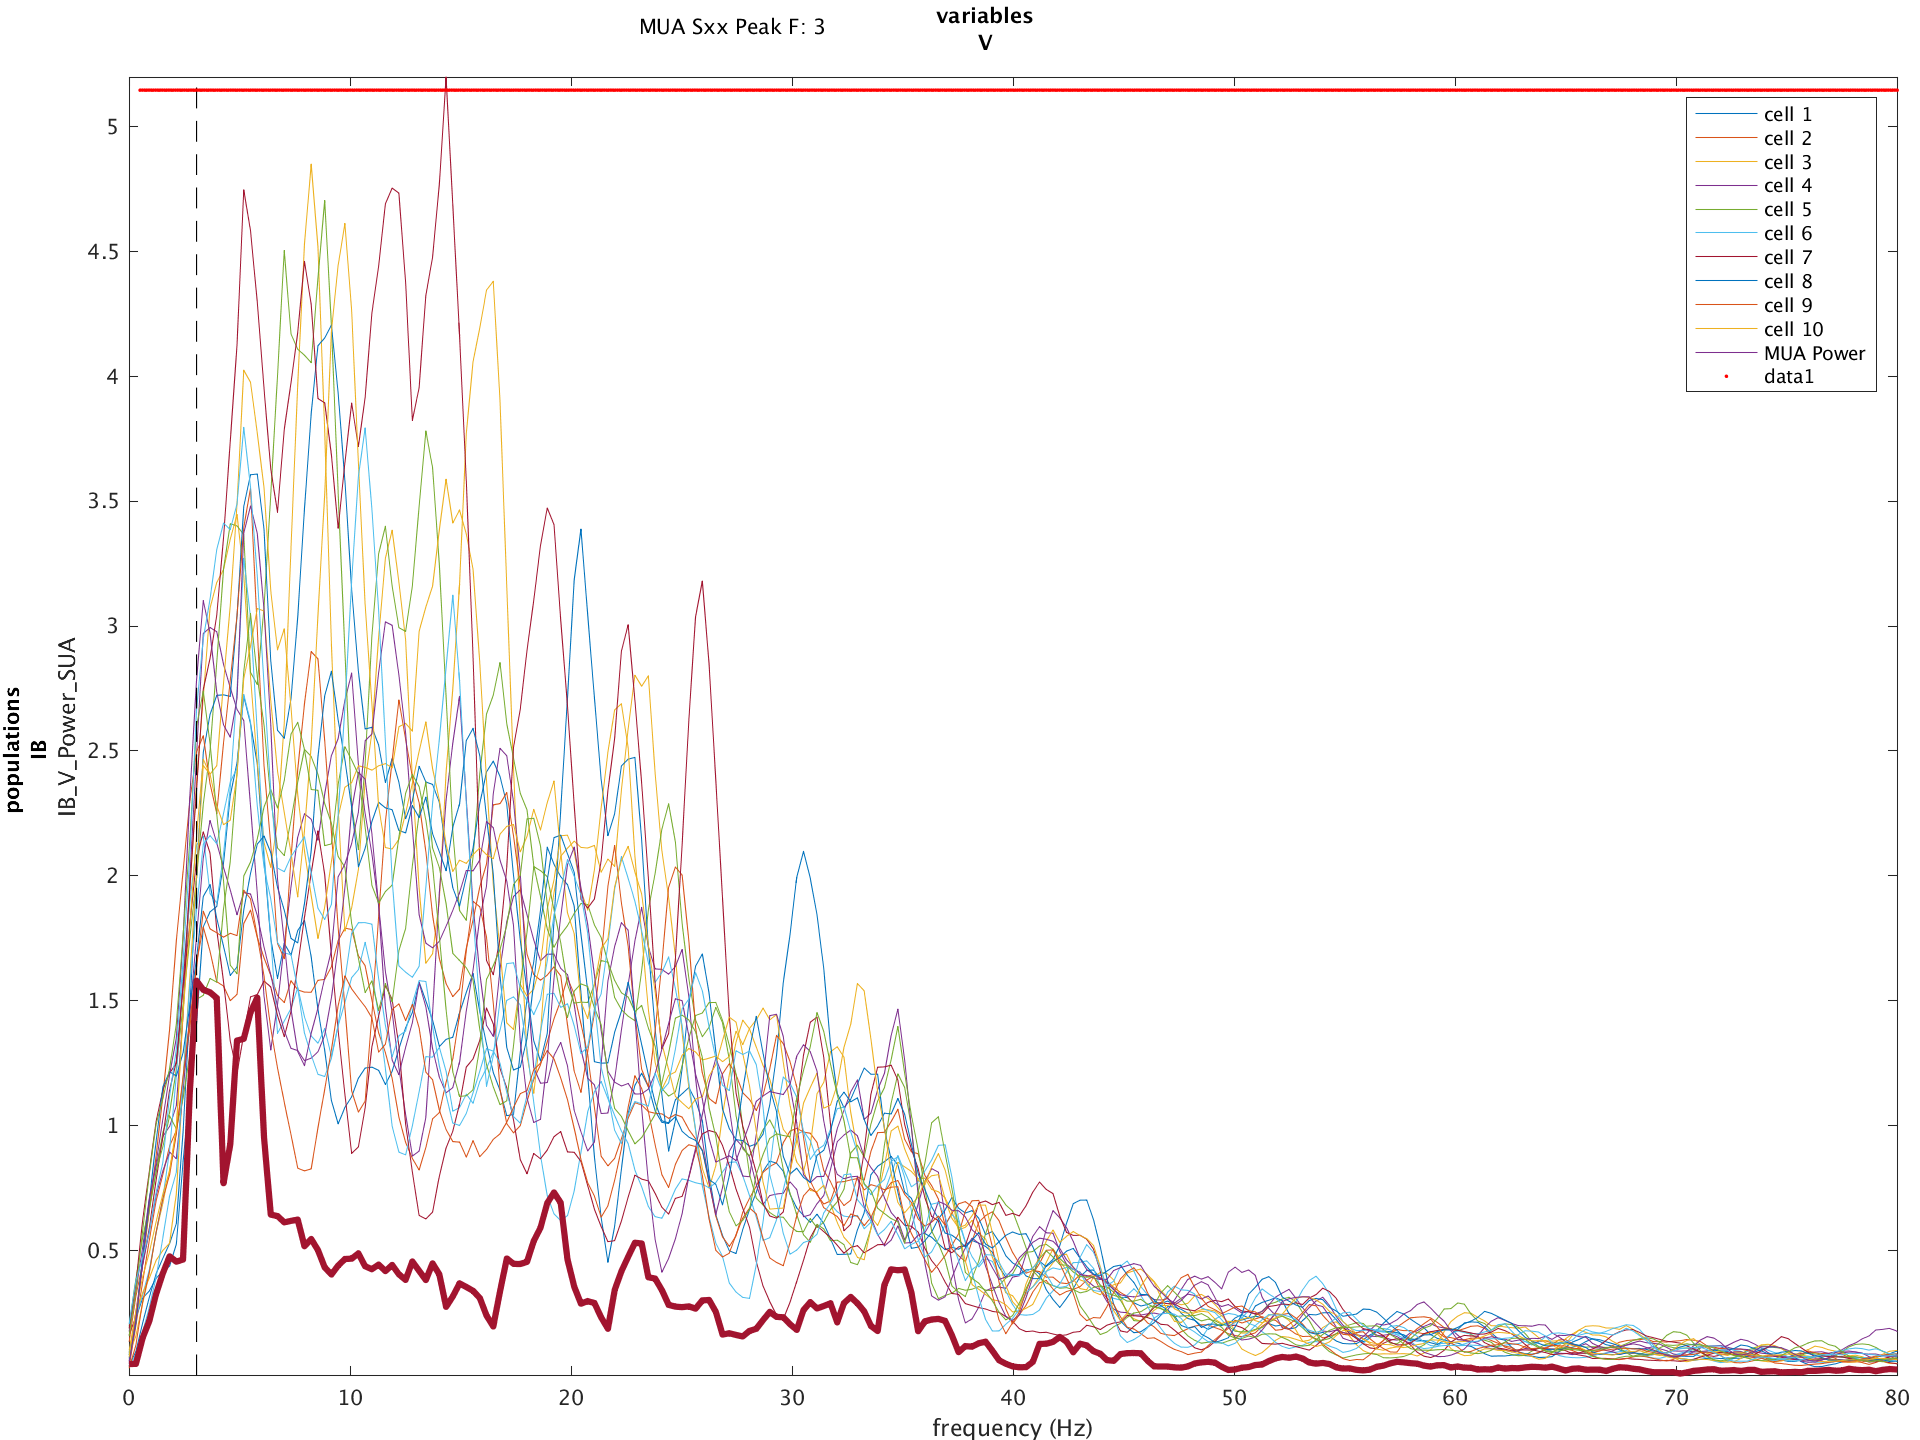 variables
MUA Sxx Peak F: 3
V
5
4.5
4
3.5
3
2.5
2
1.5
1
0.5
0
10
20
30
40
50
60
70
80
frequency (Hz)
populations
IB
IB_V_Power_SUA
cell 1
cell 2
cell 3
cell 4
cell 5
cell 6
cell 7
cell 8
cell 9
cell 10
MUA Power
data1